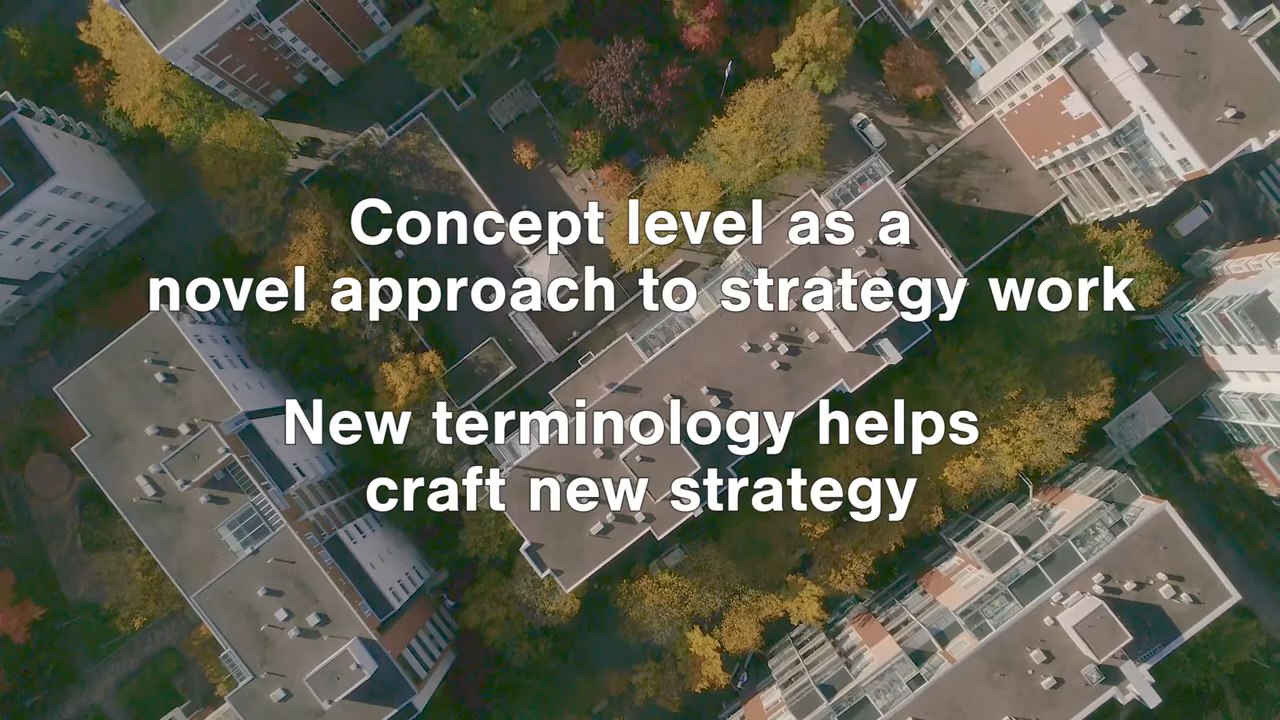 Concept level as a
novel approach to strategy work
New terminology helps
craft new strategy